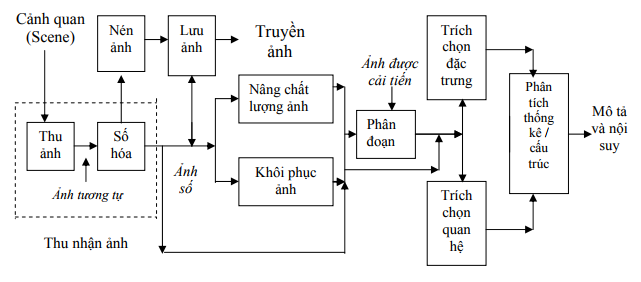 Cảnh quan
(Scene)
Nén
ảnh
Lưu
ảnh
Truyền
ảnh
Trích
chọn
đặc
trưng
Ảnh được
cải tiến
Nâng chất
lượng ảnh
Phân
tích
thống
kê /
cấu
trúc
Mô tả
và nội
suy
Thu
ảnh
Số
hóa
Phân
đoạn
Ảnh
số
Khôi phục
ảnh
Ảnh tương tự
Trích
chọn
quan
hệ
Thu nhận ảnh